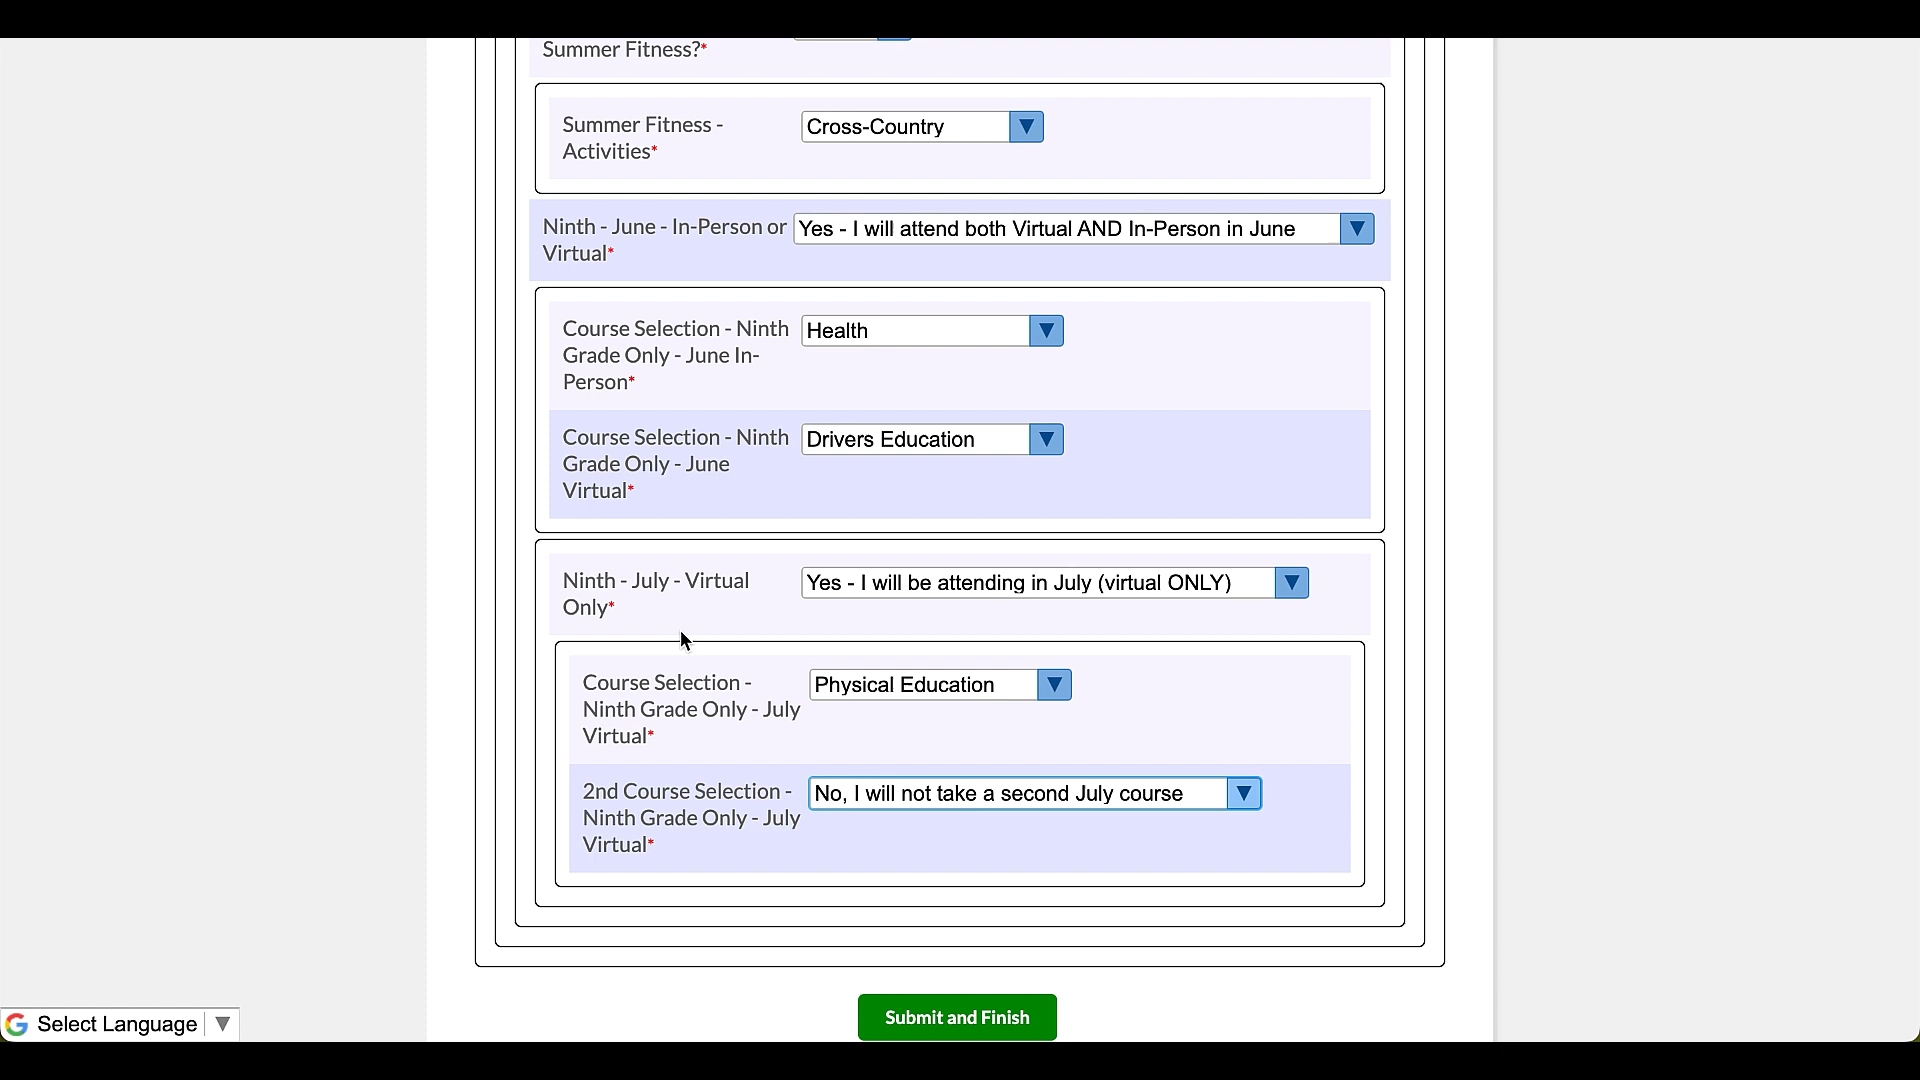 Summer Fitness?*
Summer Fitness -
Activities*
Cross-Country
Ninth - June - In-Person or
Virtual*
Yes - I will attend both Virtual AND In-Person in June
Course Selection - Ninth
Grade Only - June In-
Person*
Health
Course Selection - Ninth
Grade Only - June
Virtual*
Drivers Education
Ninth - July - Virtual
Only*
Yes - I will be attending in July (virtual ONLY)
Course Selection -
Ninth Grade Only - July
Virtual*
Physical Education
2nd Course Selection -
Ninth Grade Only - July
Virtual*
No, I will not take a second July course
Submit and Finish
Select Language